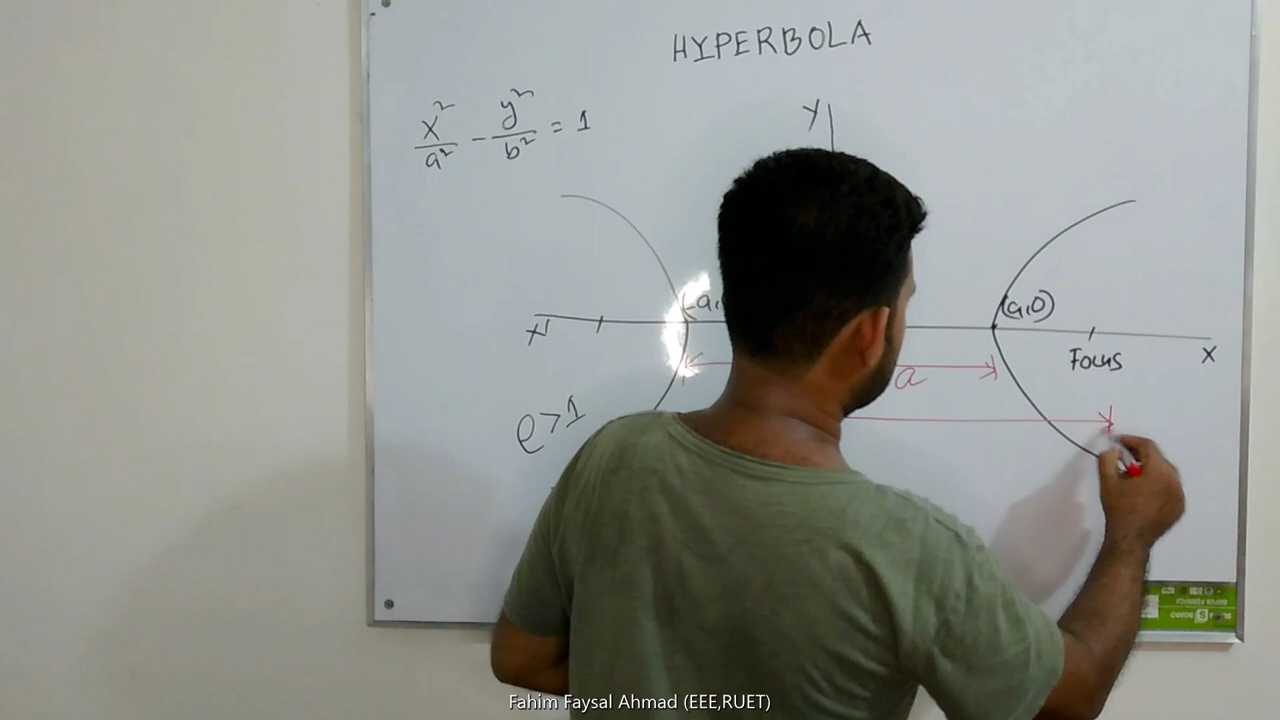 HYPERBOLA
x²/a² - y²/b² = 1
Y
(-a,
(a,0)
X'
Focus
X
a
e>1
Fahim Faysal Ahmad (EEE,RUET)